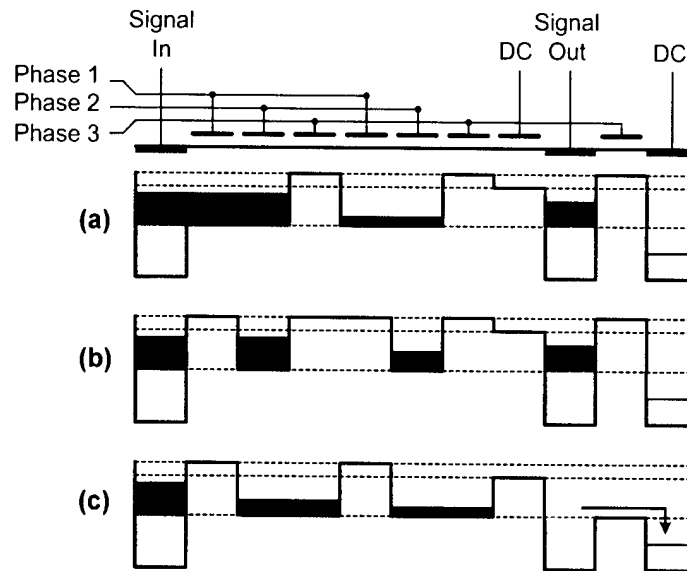 Signal
In
Signal
Out
DC
DC
Phase 1
Phase 2
Phase 3
(a)
(b)
(c)